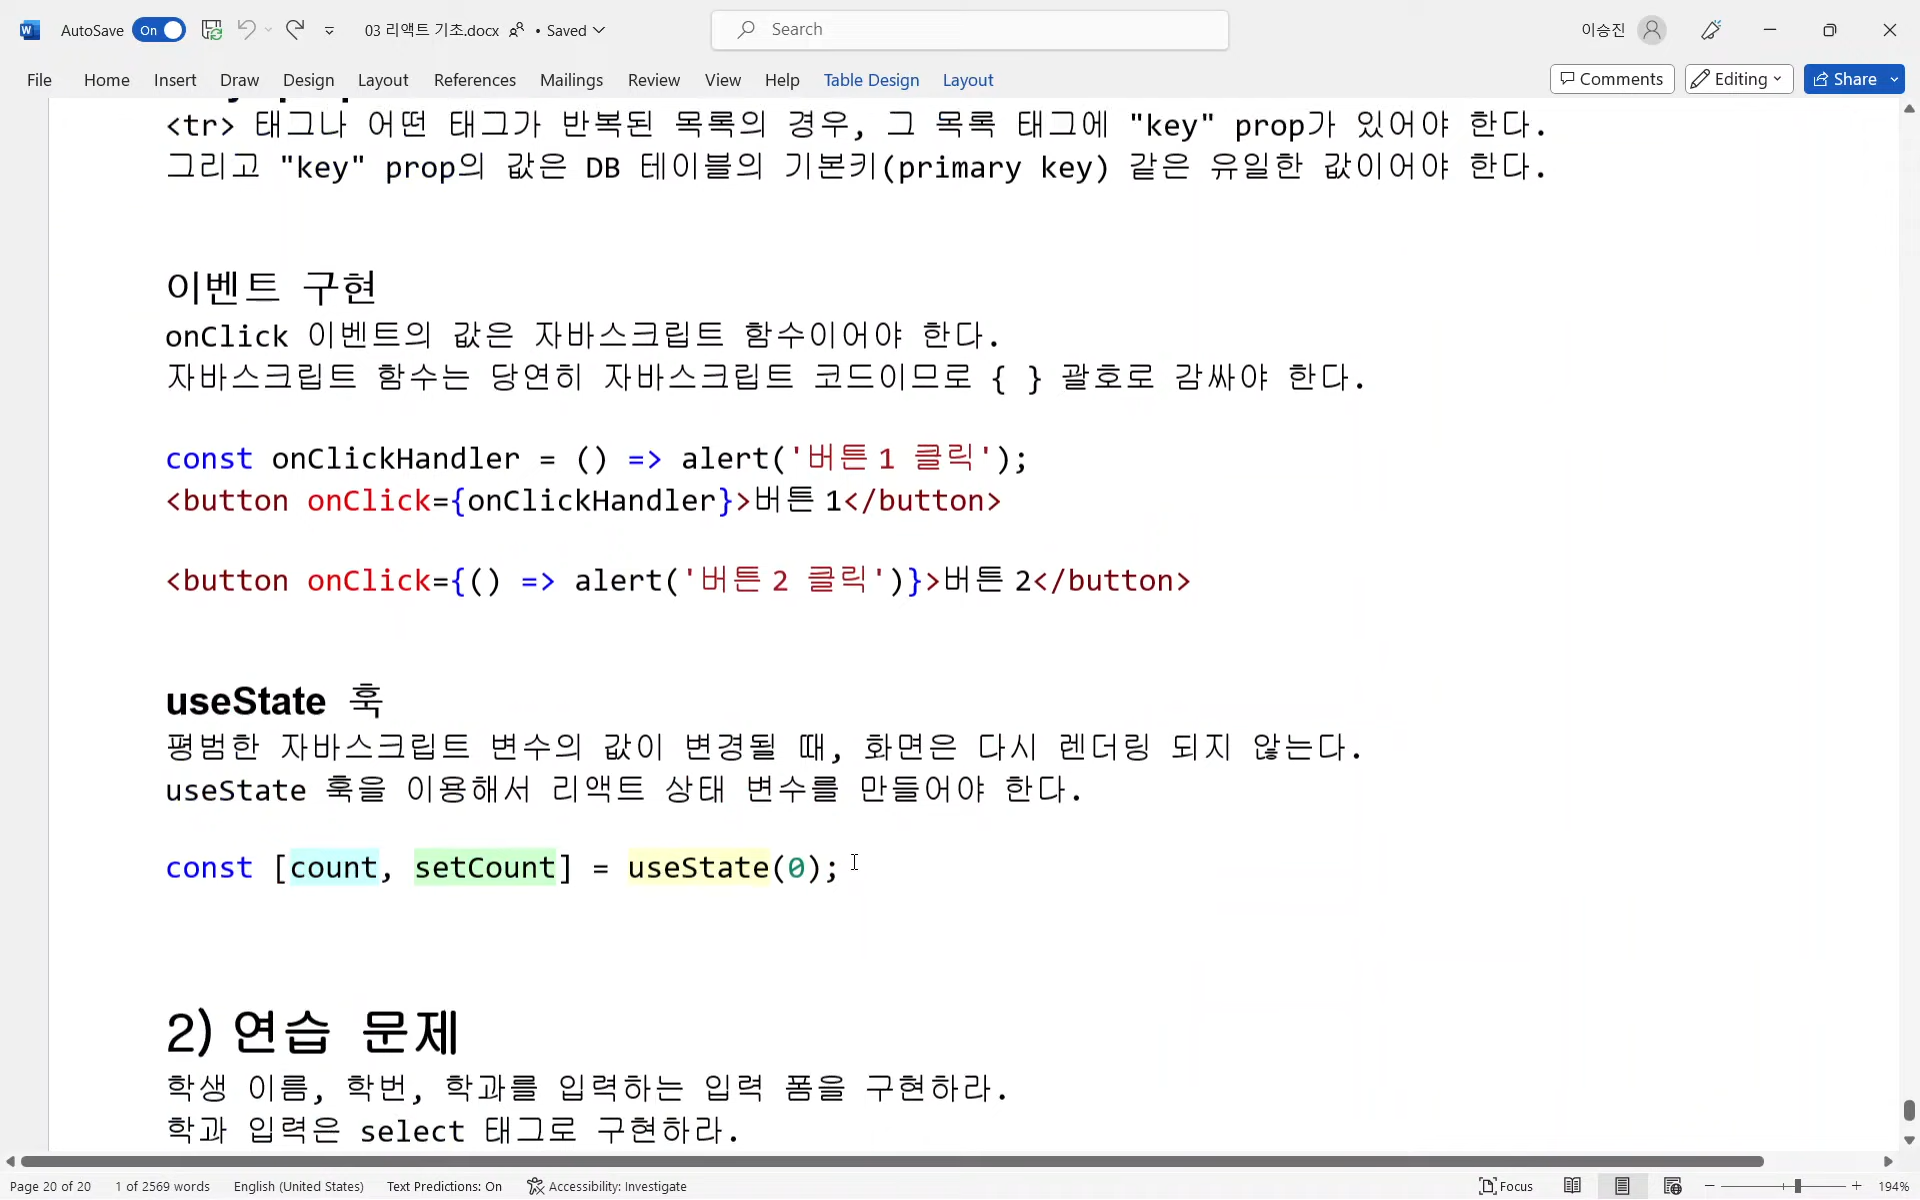 AutoSave On 03 리액트 기초.docx • Saved Search 이승진
File Home Insert Draw Design Layout References Mailings Review View Help Table Design Layout Comments Editing Share
<tr> 태그나 어떤 태그가 반복된 목록의 경우, 그 목록 태그에 "key" prop가 있어야 한다.
그리고 "key" prop의 값은 DB 테이블의 기본키(primary key) 같은 유일한 값이어야 한다.
이벤트 구현
onClick 이벤트의 값은 자바스크립트 함수이어야 한다.
자바스크립트 함수는 당연히 자바스크립트 코드이므로 { } 괄호로 감싸야 한다.
const onClickHandler = () => alert('버튼1 클릭');
<button onClick={onClickHandler}>버튼1</button>
<button onClick={() => alert('버튼2 클릭')}>버튼2</button>
useState 훅
평범한 자바스크립트 변수의 값이 변경될 때, 화면은 다시 렌더링 되지 않는다.
useState 훅을 이용해서 리액트 상태 변수를 만들어야 한다.
const [count, setCount] = useState(0);
2) 연습 문제
학생 이름, 학번, 학과를 입력하는 입력 폼을 구현하라.
학과 입력은 select 태그로 구현하라.
Page 20 of 20 1 of 2569 words English (United States) Text Predictions: On Accessibility: Investigate Focus 194%